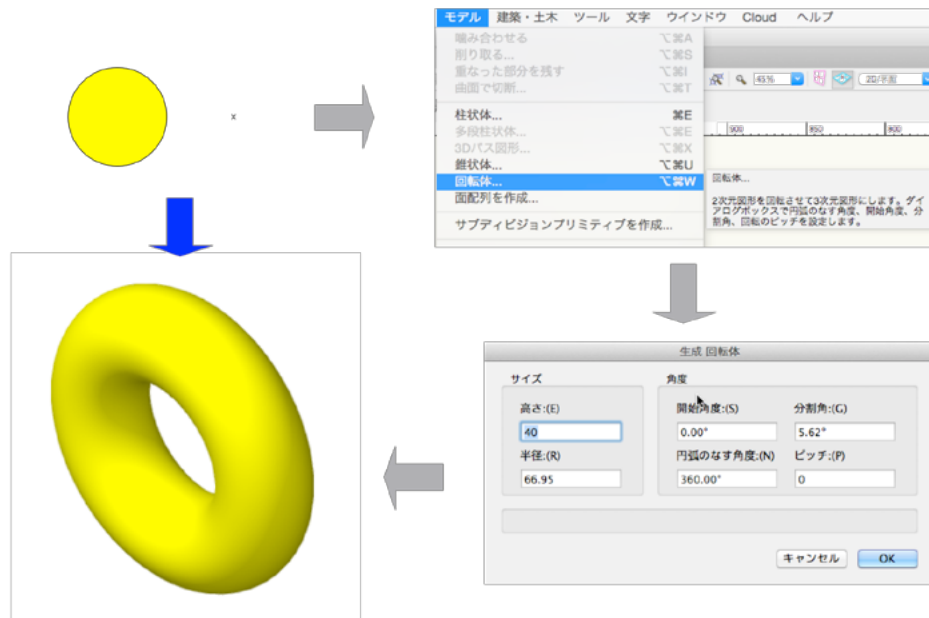 モデル 建築・土木 ツール 文字 ウインドウ Cloud ヘルプ
噛み合わせる ⌥⌘A
削り取る... ⌥⌘S
重なった部分を残す ⌥⌘I
曲面で切断... ⌥⌘T
柱状体... ⌘E
多段柱状体... ⌥⌘E
3Dパス図形... ⌥⌘X
錐状体... ⌥⌘U
回転体... ⌥⌘W
面配列を作成...
サブディビジョンプリミティブを作成...
45% 2D/平面
900 850 800
回転体...
2次元図形を回転させて3次元図形にします。ダイ
アログボックスで円弧のなす角度、開始角度、分
割角、回転のピッチを設定します。
x
生成 回転体
サイズ 角度
高さ:(E) 開始角度:(S) 分割角:(G)
40 0.00° 5.62°
半径:(R) 円弧のなす角度:(N) ピッチ:(P)
66.95 360.00° 0
キャンセル OK